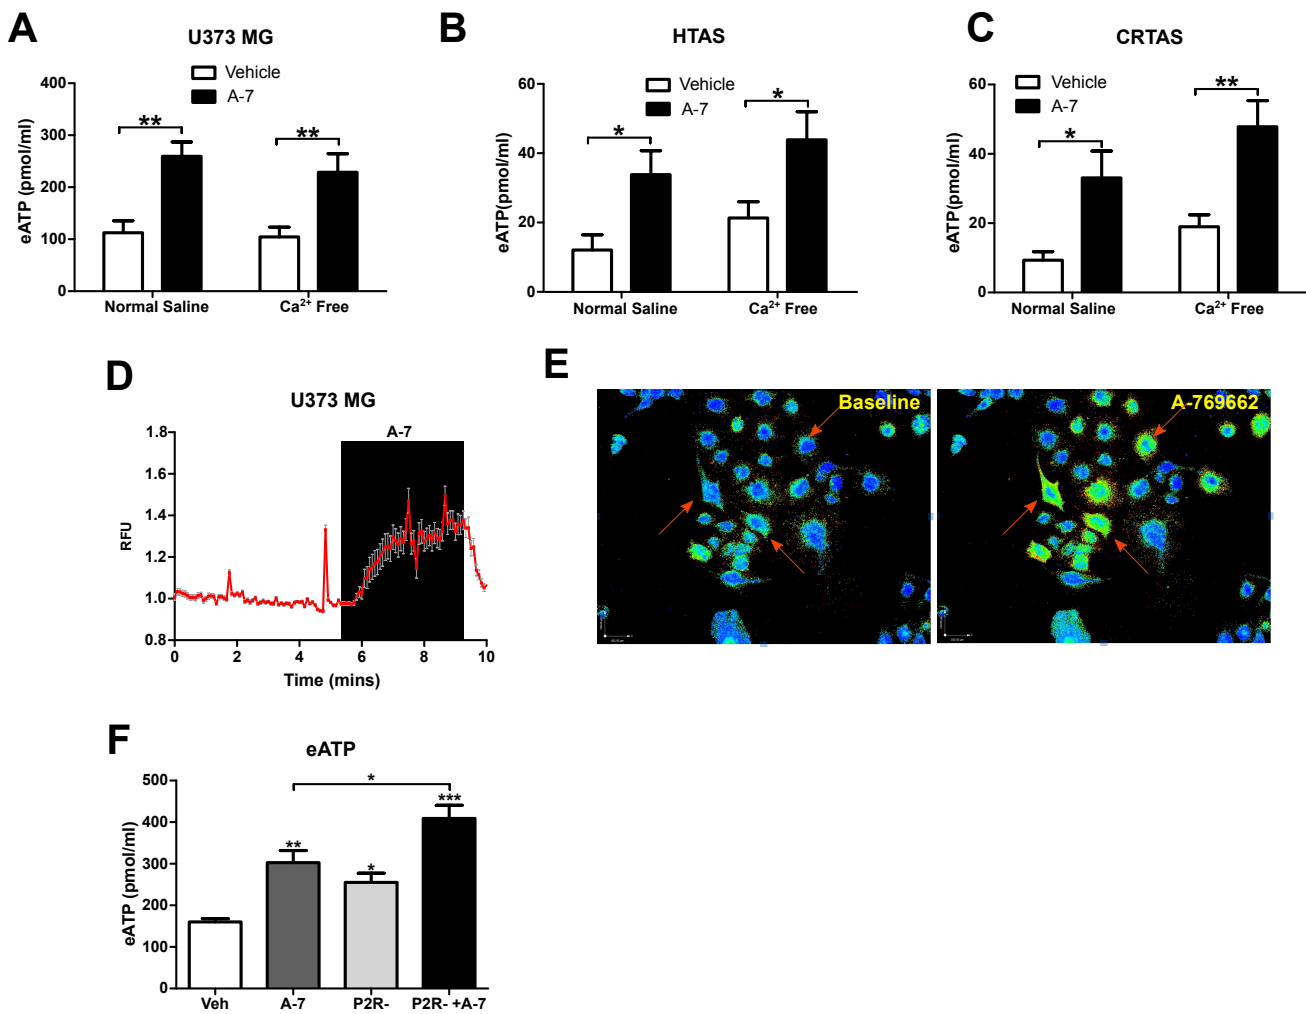 A
U373 MG
Vehicle
A-7
400
300
200
100
0
eATP (pmol/ml)
**
**
Normal Saline
Ca²⁺ Free
B
HTAS
Vehicle
A-7
60
40
20
0
eATP(pmol/ml)
*
*
Normal Saline
Ca²⁺ Free
C
CRTAS
Vehicle
A-7
60
40
20
0
eATP(pmol/ml)
*
**
Normal Saline
Ca²⁺ Free
D
U373 MG
A-7
1.8
1.6
1.4
1.2
1.0
0.8
RFU
0 2 4 6 8 10
Time (mins)
E
Baseline
A-769662
F
eATP
500
400
300
200
100
0
eATP (pmol/ml)
*
**
*
***
Veh A-7 P2R- P2R- +A-7